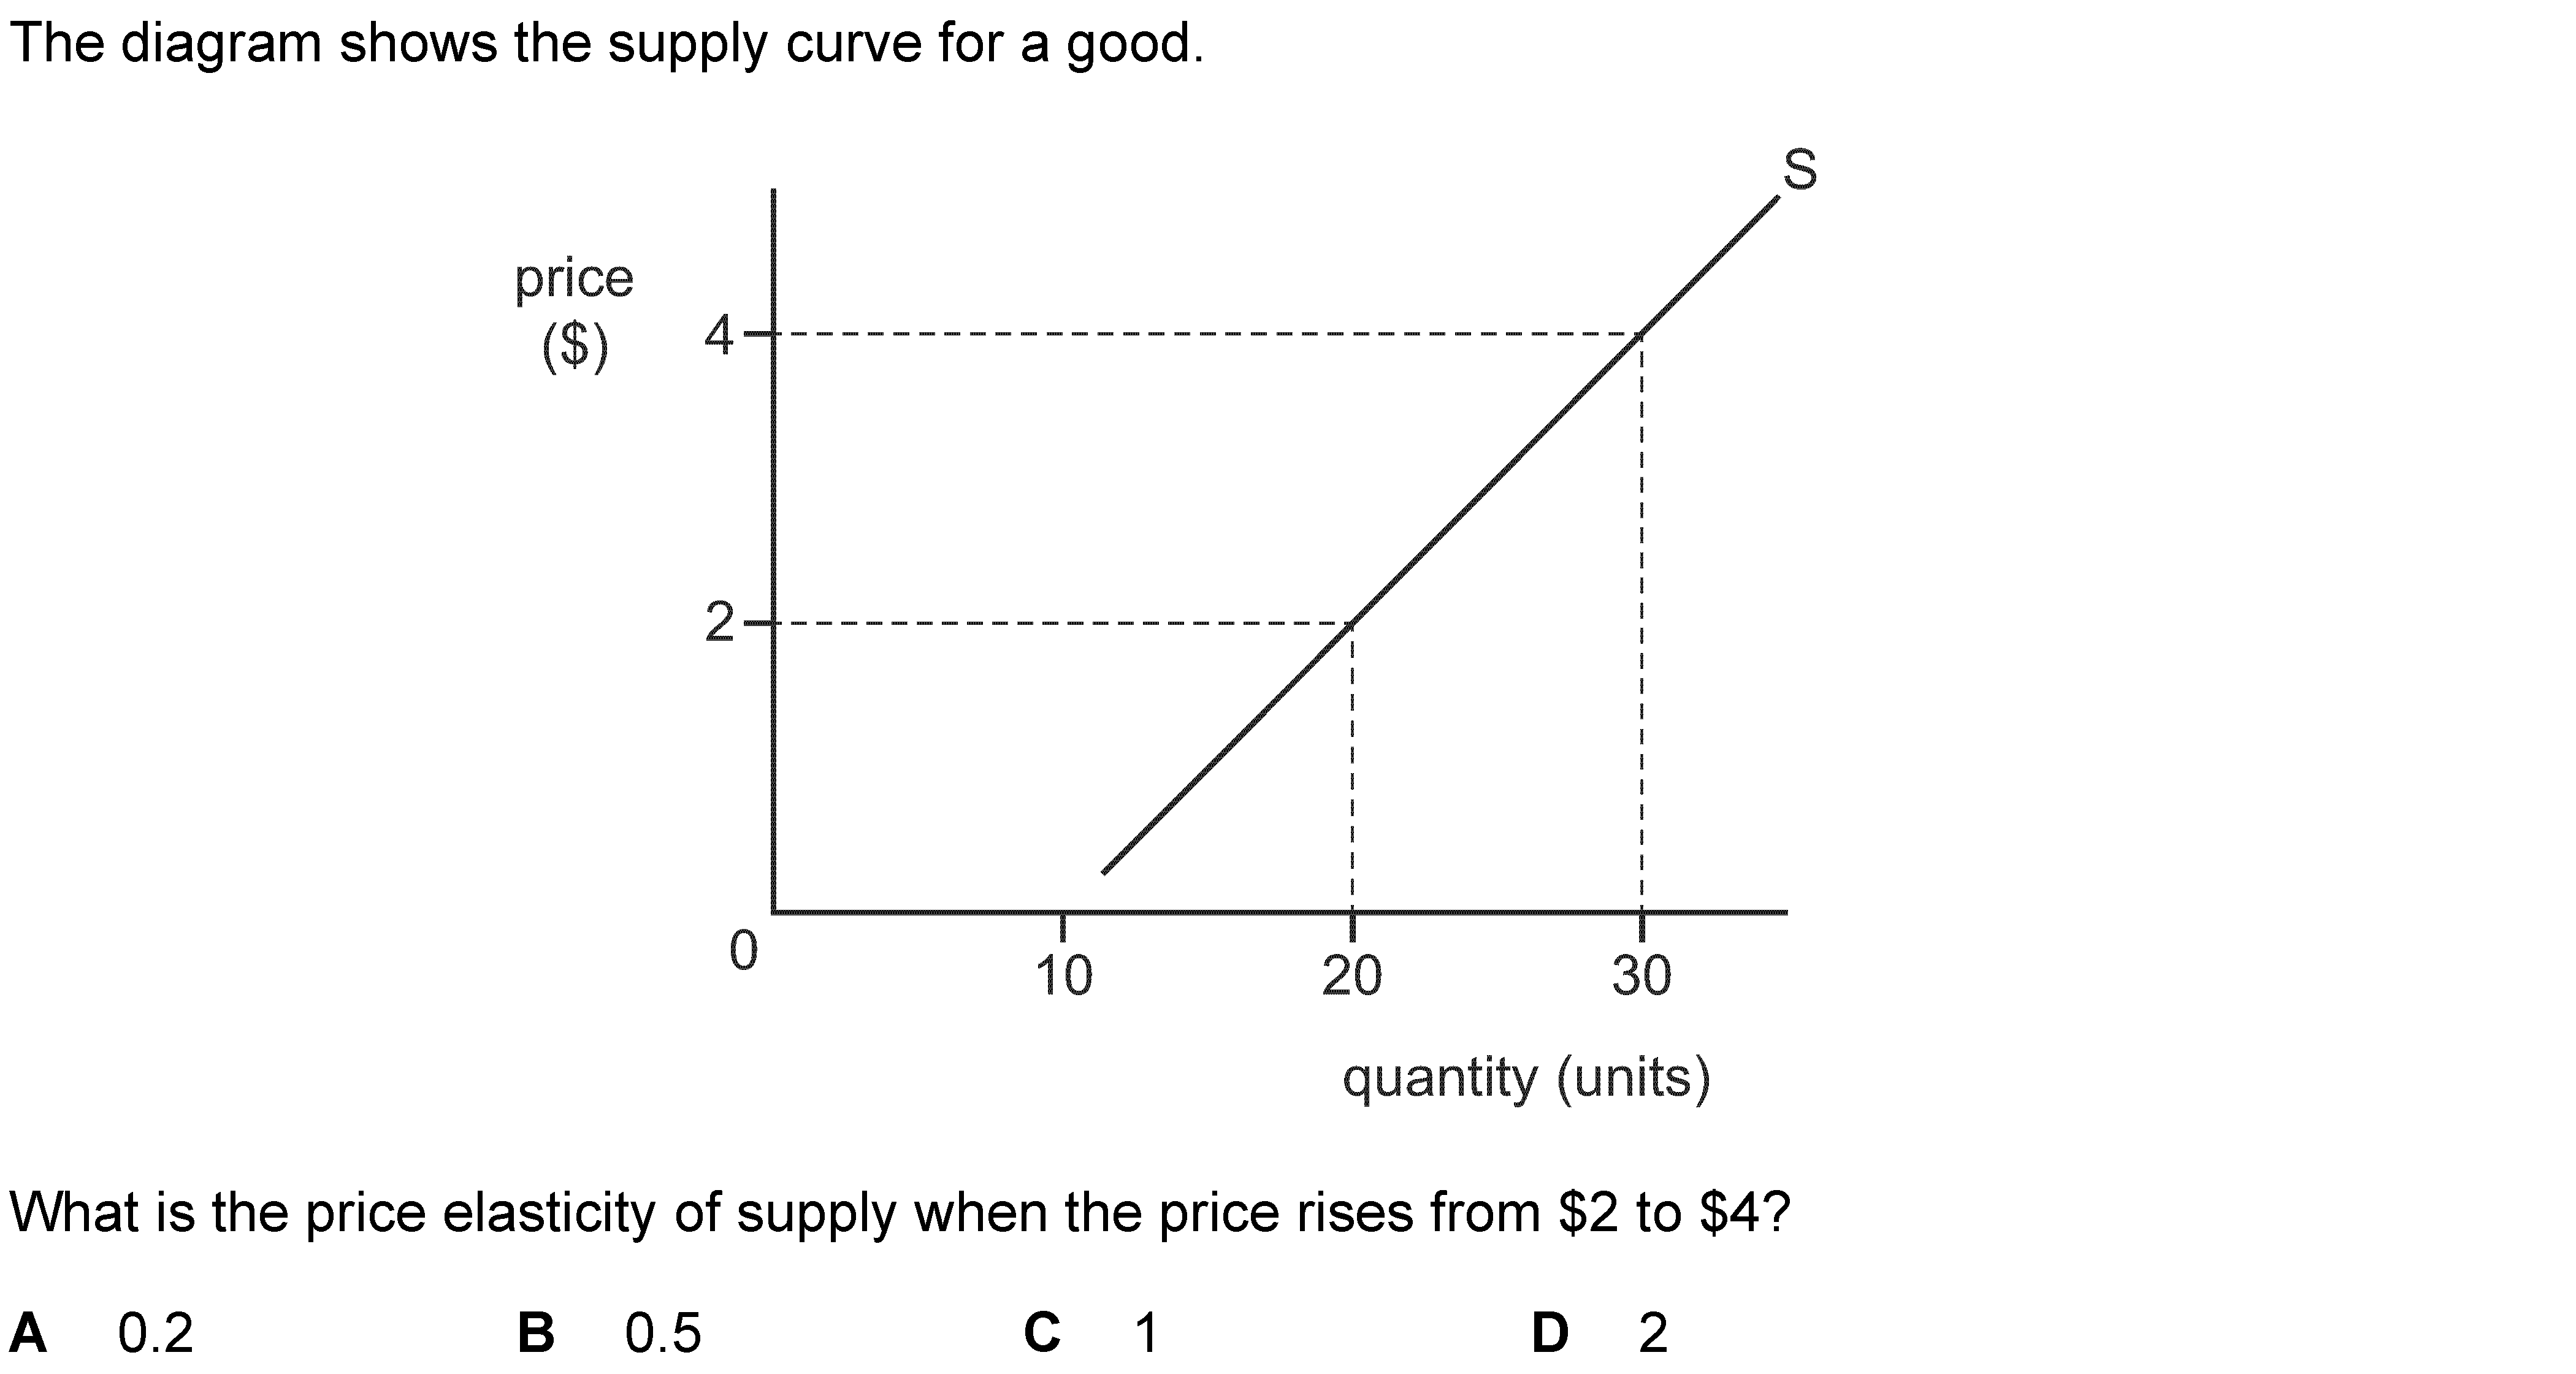 The diagram shows the supply curve for a good.
S
price
($)
4
2
0
10 20 30
quantity (units)
What is the price elasticity of supply when the price rises from $2 to $4?
A 0.2 B 0.5 C 1 D 2